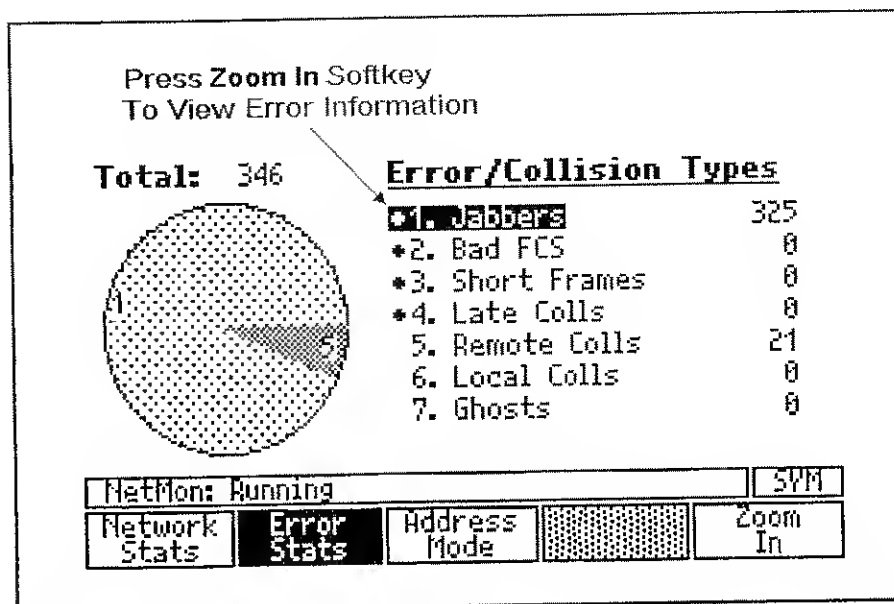 Press Zoom In Softkey
To View Error Information
Total: 346
Error/Collision Types
•1. Jabbers 325
•2. Bad FCS 0
•3. Short Frames 0
•4. Late Colls 0
5. Remote Colls 21
6. Local Colls 0
7. Ghosts 0
1
5
NetMon: Running
SYM
Network Stats
Error Stats
Address Mode
Zoom In